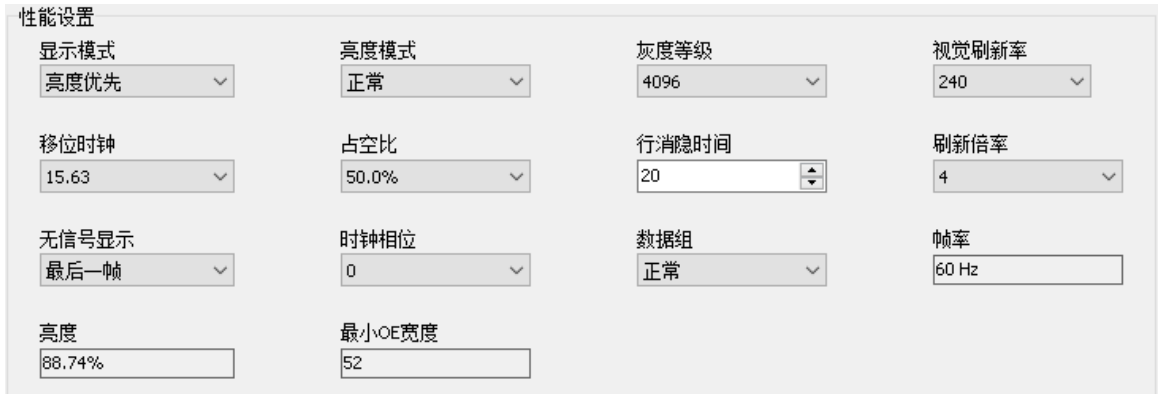 性能设置
显示模式 亮度模式 灰度等级 视觉刷新率
亮度优先 正常 4096 240
移位时钟 占空比 行消隐时间 刷新倍率
15.63 50.0% 20 4
无信号显示 时钟相位 数据组 帧率
最后一帧 0 正常 60 Hz
亮度 最小OE宽度
88.74% 52